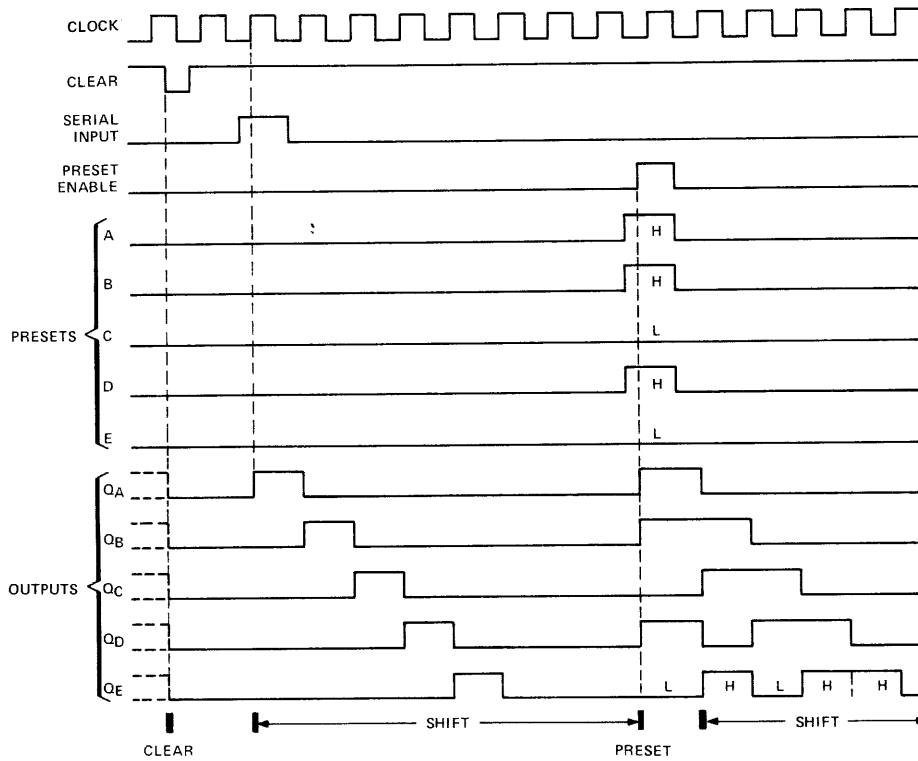 CLOCK
CLEAR
SERIAL
INPUT
PRESET
ENABLE
PRESETS
A H
B H
C L
D H
E L
OUTPUTS
QA
QB
QC
QD
QE L H L H H
SHIFT SHIFT
CLEAR PRESET